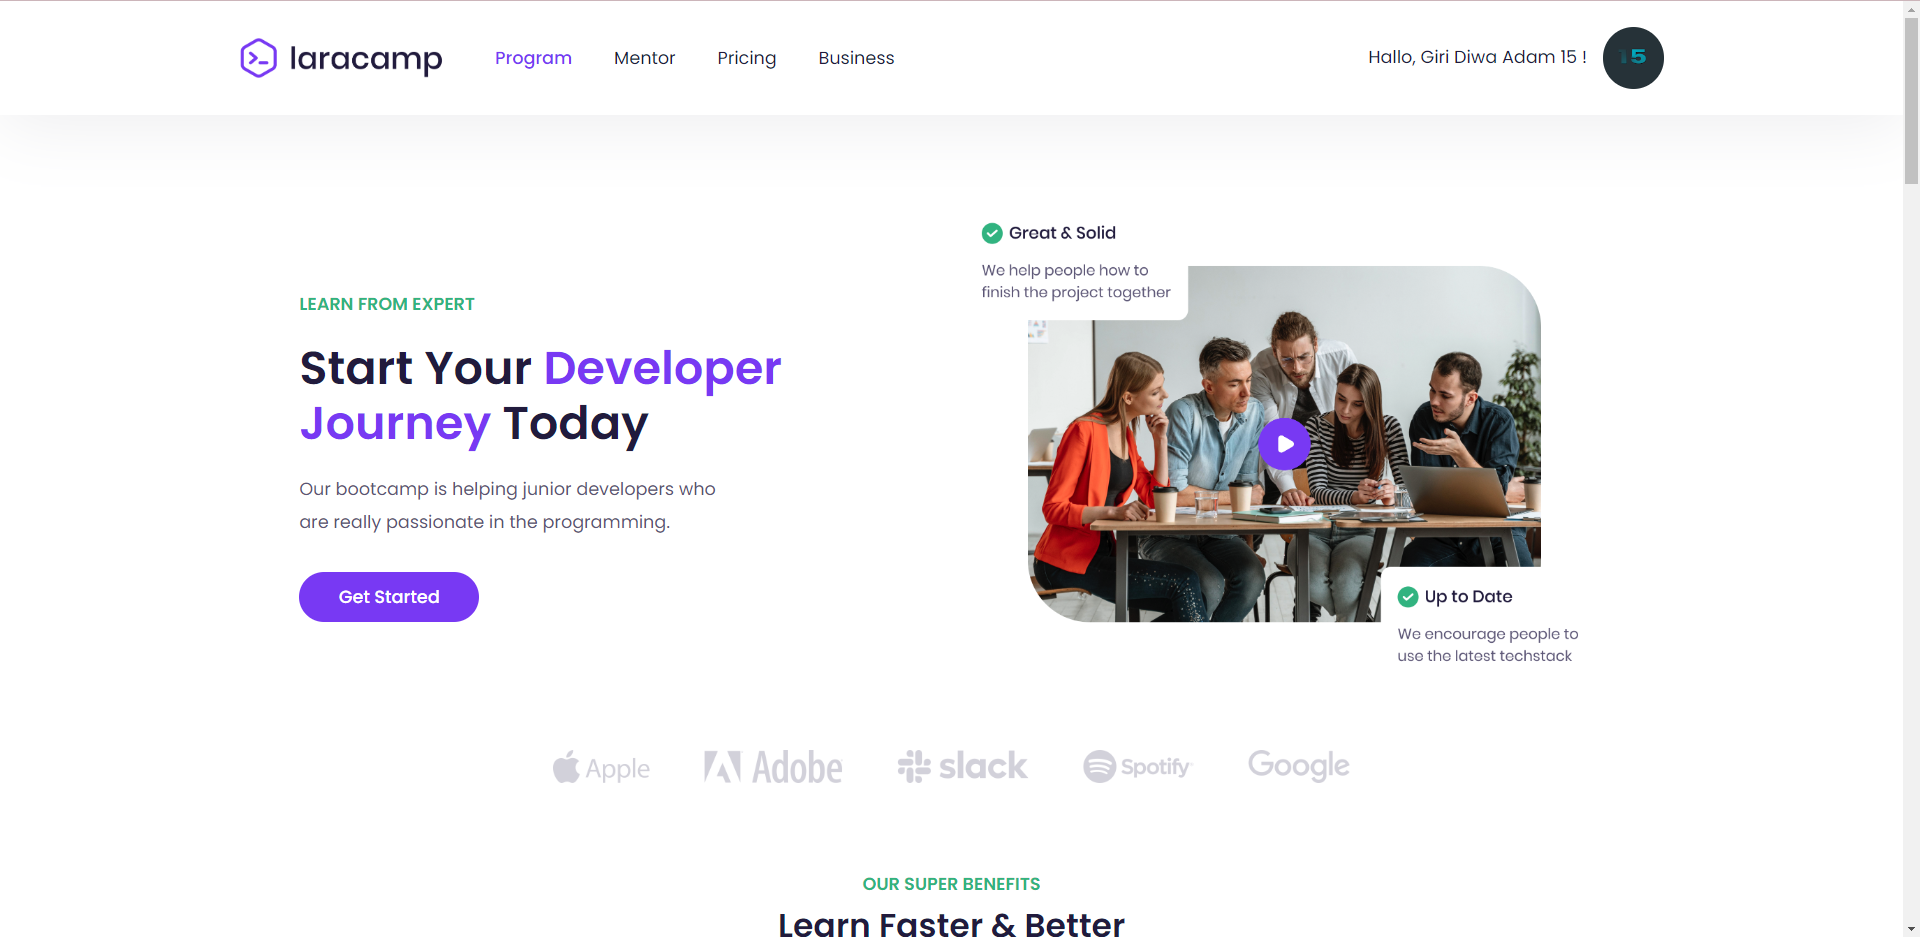 laracamp
Program Mentor Pricing Business
Hallo, Giri Diwa Adam 15 !
15
Great & Solid
We help people how to
finish the project together
LEARN FROM EXPERT
Start Your Developer
Journey Today
Our bootcamp is helping junior developers who
are really passionate in the programming.
Get Started
Up to Date
We encourage people to
use the latest techstack
Apple Adobe slack Spotify Google
OUR SUPER BENEFITS
Learn Faster & Better